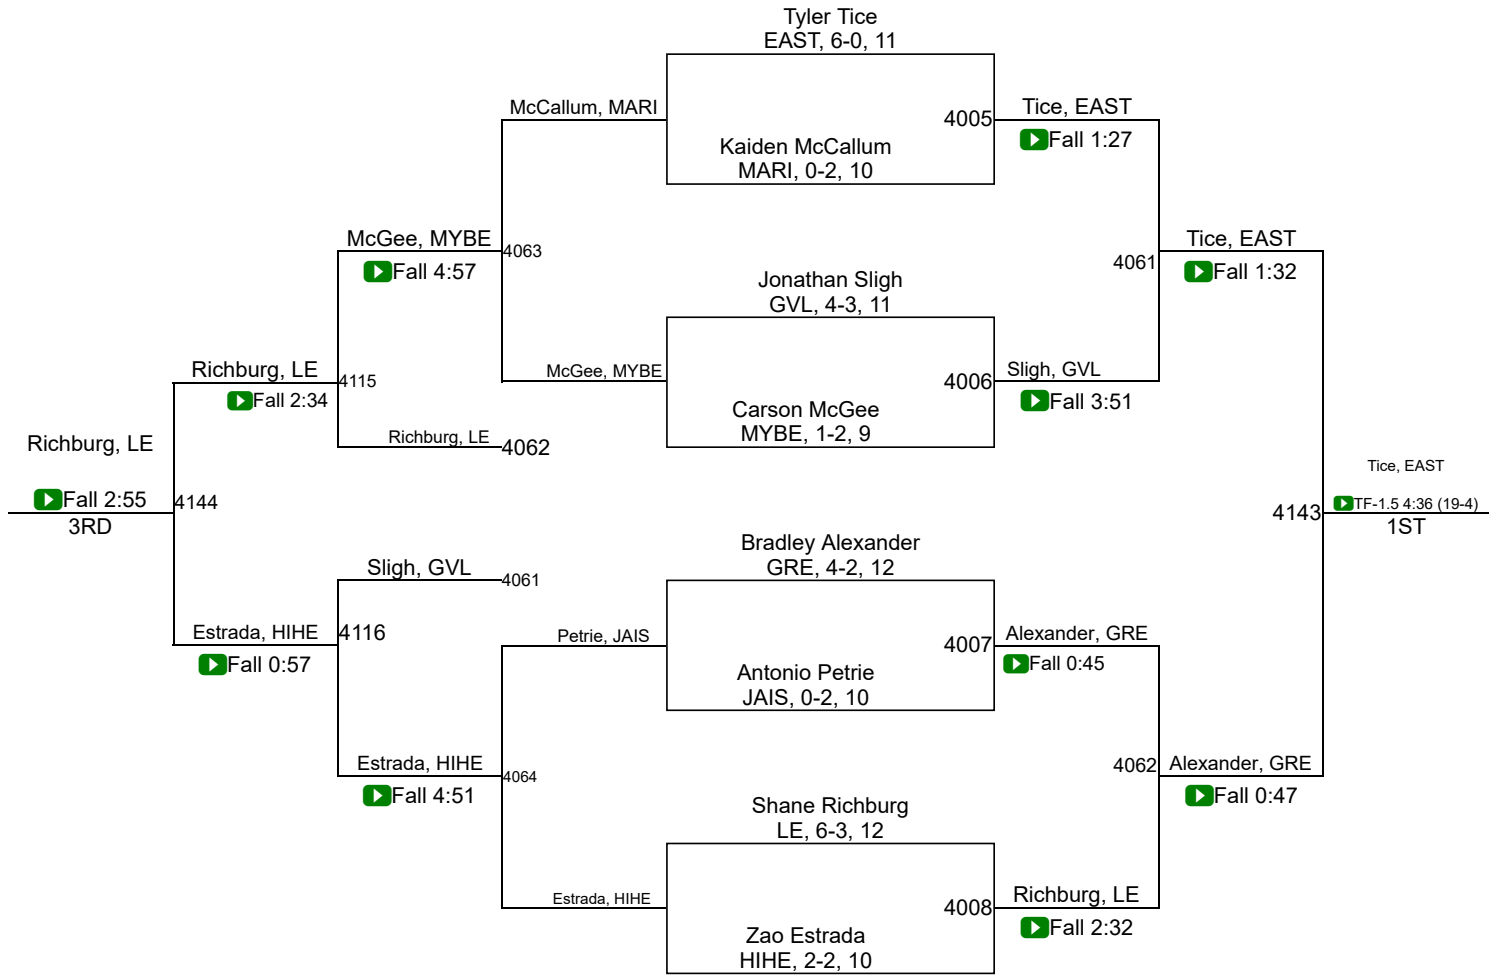 Tyler Tice
EAST, 6-0, 11
McCallum, MARI
4005
Tice, EAST
Fall 1:27
Kaiden McCallum
MARI, 0-2, 10
McGee, MYBE
4063
Fall 4:57
4061
Tice, EAST
Fall 1:32
Jonathan Sligh
GVL, 4-3, 11
Richburg, LE
4115
Fall 2:34
McGee, MYBE
4006
Sligh, GVL
Fall 3:51
Carson McGee
MYBE, 1-2, 9
Richburg, LE
4062
Richburg, LE
Fall 2:55
4144
3RD
Tice, EAST
4143
TF-1.5 4:36 (19-4)
1ST
Bradley Alexander
GRE, 4-2, 12
Sligh, GVL
4061
Estrada, HIHE
4116
Fall 0:57
Petrie, JAIS
4007
Alexander, GRE
Fall 0:45
Antonio Petrie
JAIS, 0-2, 10
Estrada, HIHE
4064
Fall 4:51
4062
Alexander, GRE
Fall 0:47
Shane Richburg
LE, 6-3, 12
Estrada, HIHE
4008
Richburg, LE
Fall 2:32
Zao Estrada
HIHE, 2-2, 10